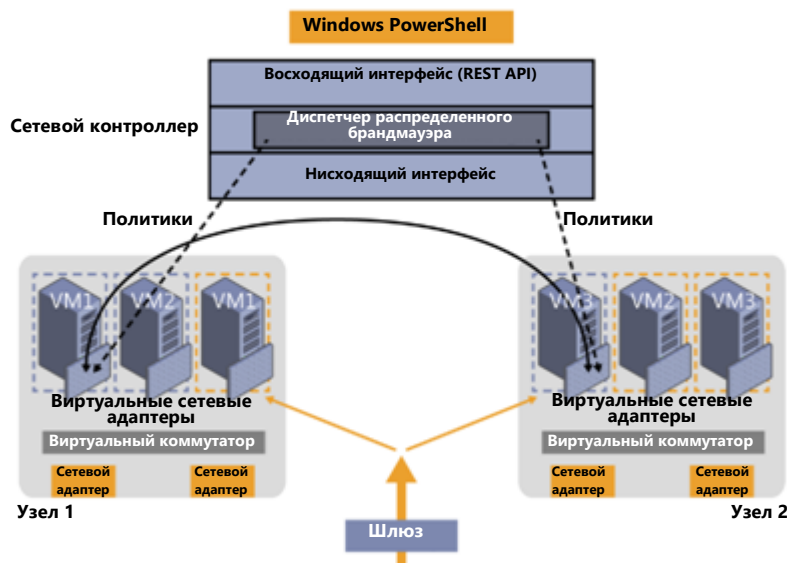 Windows PowerShell
Восходящий интерфейс (REST API)
Сетевой контроллер
Диспетчер распределенного
брандмауэра
Нисходящий интерфейс
Политики
Политики
VM1
VM2
VM1
VM3
VM2
VM3
Виртуальные сетевые
адаптеры
Виртуальные сетевые
адаптеры
Виртуальный коммутатор
Виртуальный коммутатор
Сетевой
адаптер
Сетевой
адаптер
Сетевой
адаптер
Сетевой
адаптер
Узел 1
Узел 2
Шлюз